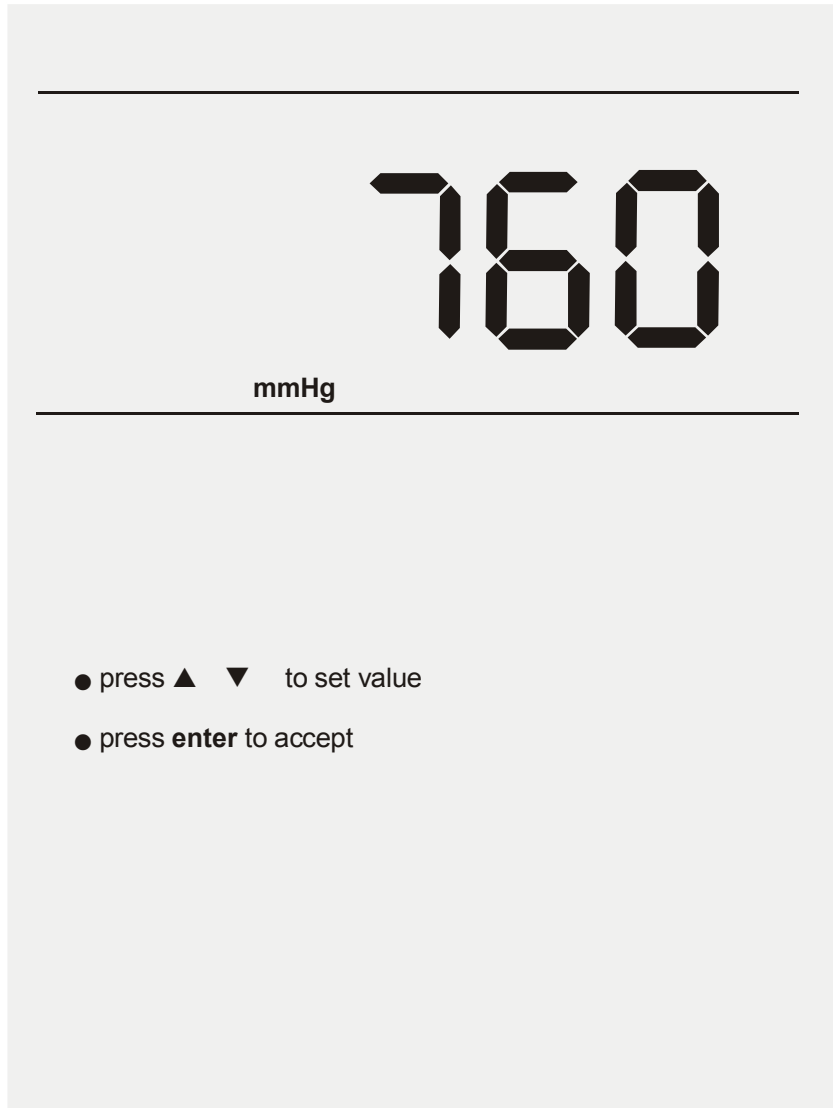 760
mmHg
● press ▲ ▼ to set value
● press enter to accept